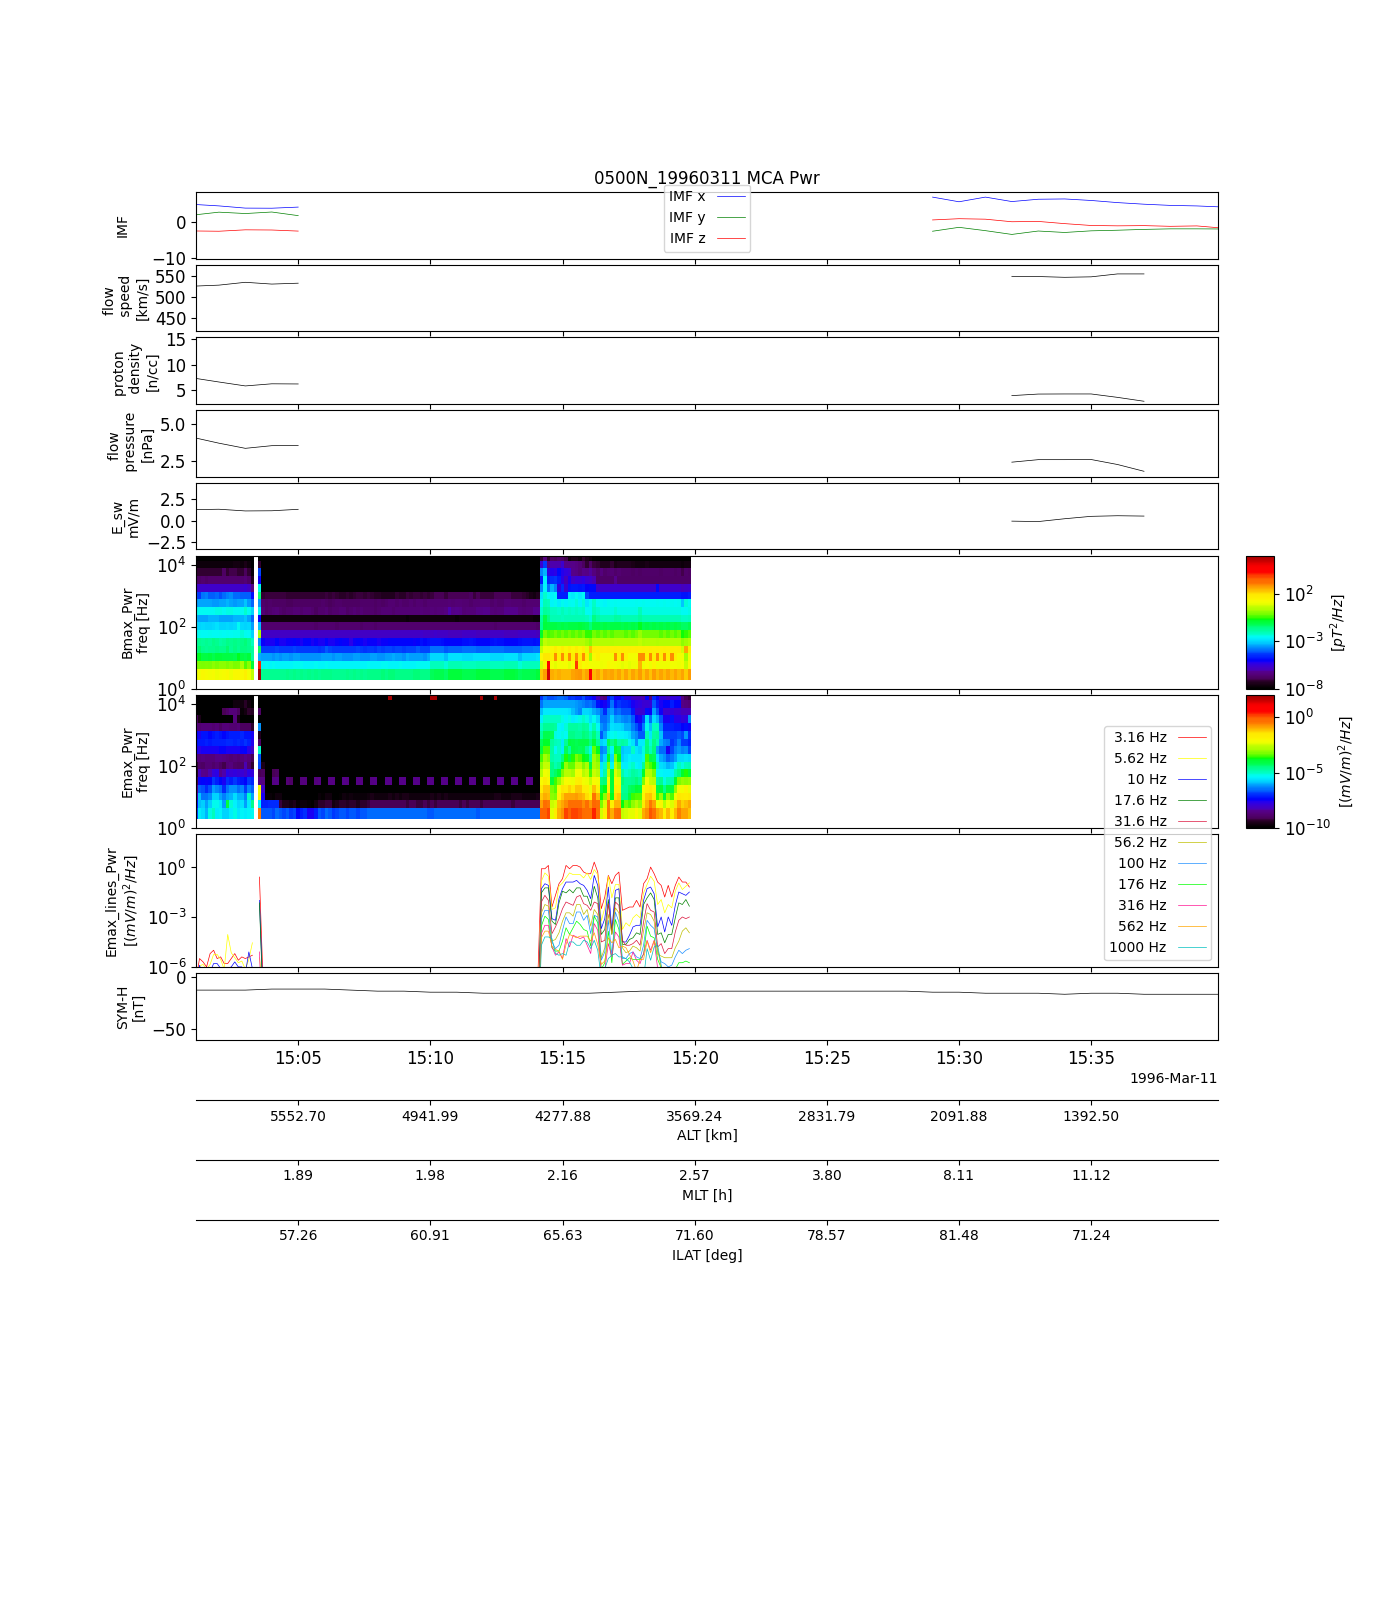 0500N_19960311 MCA Pwr
IMF x
IMF y
IMF z
IMF
0
−10
flow
speed
[km/s]
550
500
450
proton
density
[n/cc]
15
10
5
flow
pressure
[nPa]
5.0
2.5
E_sw
mV/m
2.5
0.0
−2.5
Bmax_Pwr
freq [Hz]
10^4
10^2
10^0
10^2
10^−3
10^−8
[pT^2/Hz]
Emax_Pwr
freq [Hz]
10^4
10^2
10^0
10^0
10^−5
10^−10
[(mV/m)^2/Hz]
3.16 Hz
5.62 Hz
10 Hz
17.6 Hz
31.6 Hz
56.2 Hz
100 Hz
176 Hz
316 Hz
562 Hz
1000 Hz
Emax_lines_Pwr
[(mV/m)^2/Hz]
10^0
10^−3
10^−6
SYM-H
[nT]
0
−50
15:05 15:10 15:15 15:20 15:25 15:30 15:35
1996-Mar-11
5552.70 4941.99 4277.88 3569.24 2831.79 2091.88 1392.50
ALT [km]
1.89 1.98 2.16 2.57 3.80 8.11 11.12
MLT [h]
57.26 60.91 65.63 71.60 78.57 81.48 71.24
ILAT [deg]